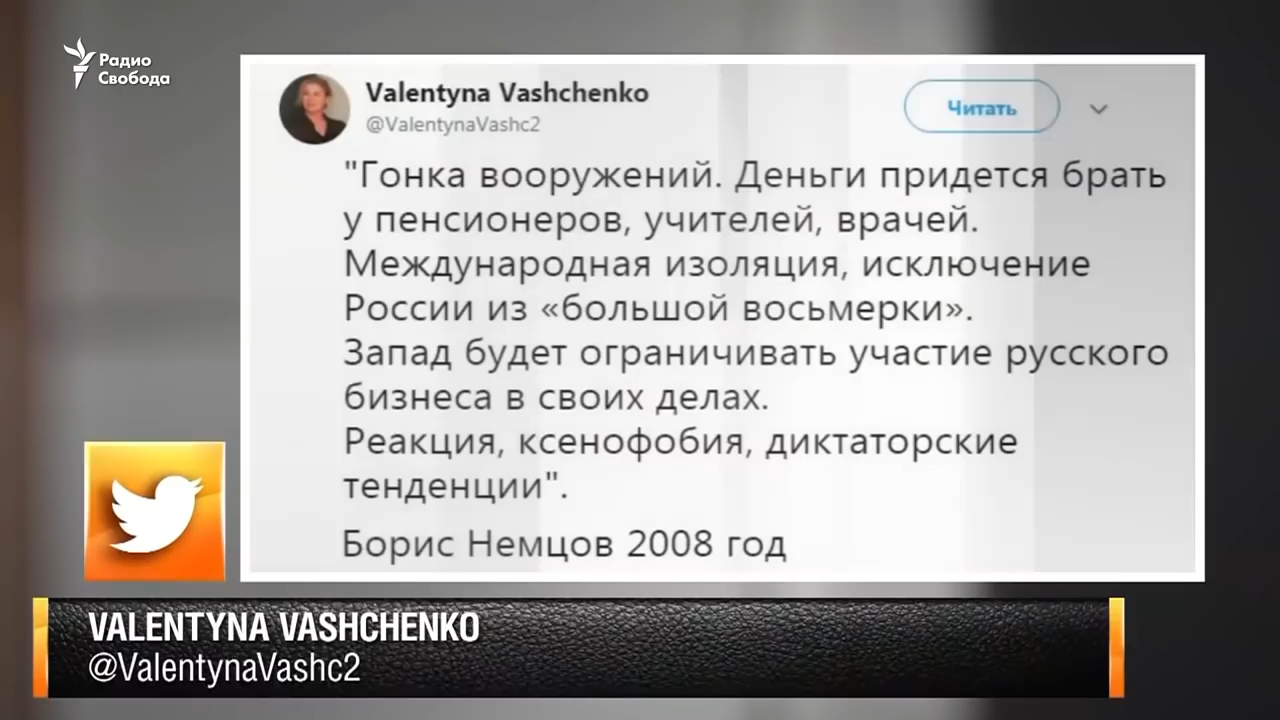 Радио
Свобода
Valentyna Vashchenko
@ValentynaVashc2
Читать
"Гонка вооружений. Деньги придется брать
у пенсионеров, учителей, врачей.
Международная изоляция, исключение
России из «большой восьмерки».
Запад будет ограничивать участие русского
бизнеса в своих делах.
Реакция, ксенофобия, диктаторские
тенденции".
Борис Немцов 2008 год
VALENTYNA VASHCHENKO
@ValentynaVashc2